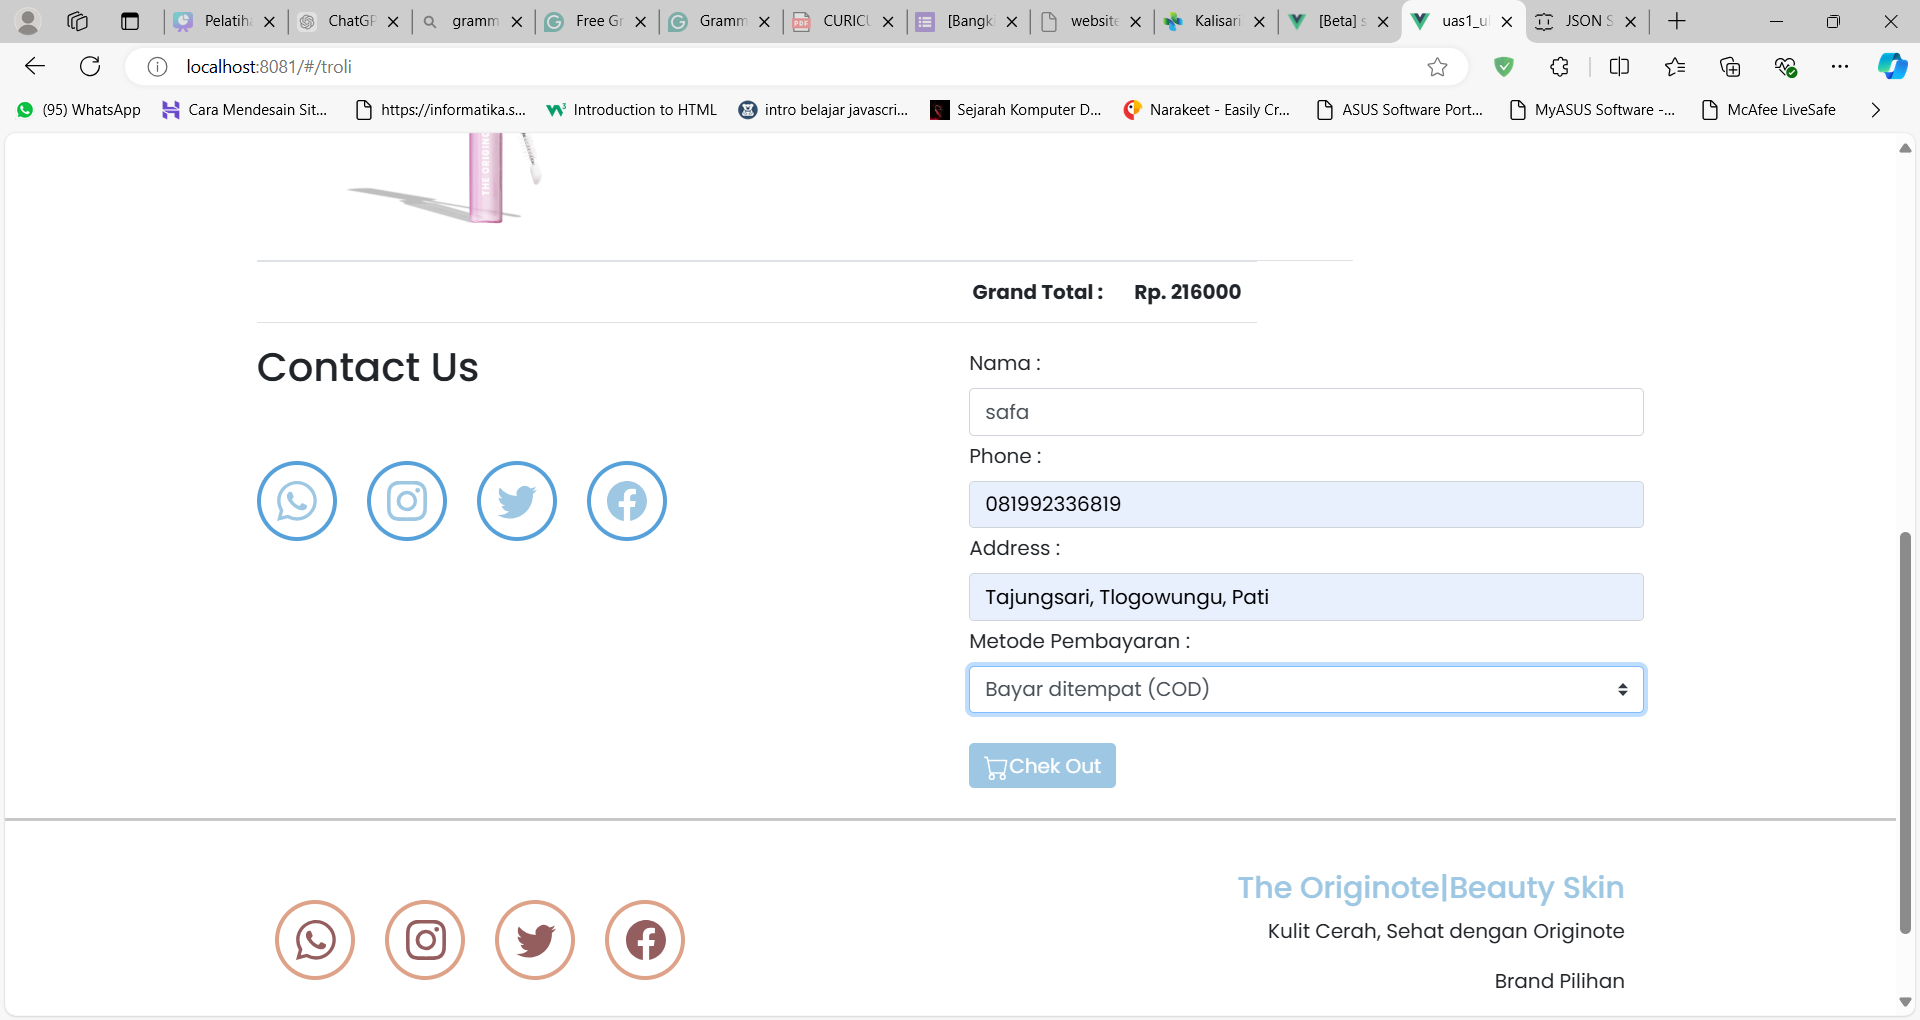 Pelatih
ChatGP
gramm
Free Gr
Gramm
CURICU
[Bangki
website
Kalisari
[Beta] s
uas1_ul
JSON S
localhost:8081/#/troli
(95) WhatsApp
Cara Mendesain Sit...
https://informatika.s...
Introduction to HTML
intro belajar javascri...
Sejarah Komputer D...
Narakeet - Easily Cr...
ASUS Software Port...
MyASUS Software -...
McAfee LiveSafe
THE ORIGIN
Grand Total : Rp. 216000
Contact Us
Nama :
safa
Phone :
081992336819
Address :
Tajungsari, Tlogowungu, Pati
Metode Pembayaran :
Bayar ditempat (COD)
Chek Out
The Originote|Beauty Skin
Kulit Cerah, Sehat dengan Originote
Brand Pilihan